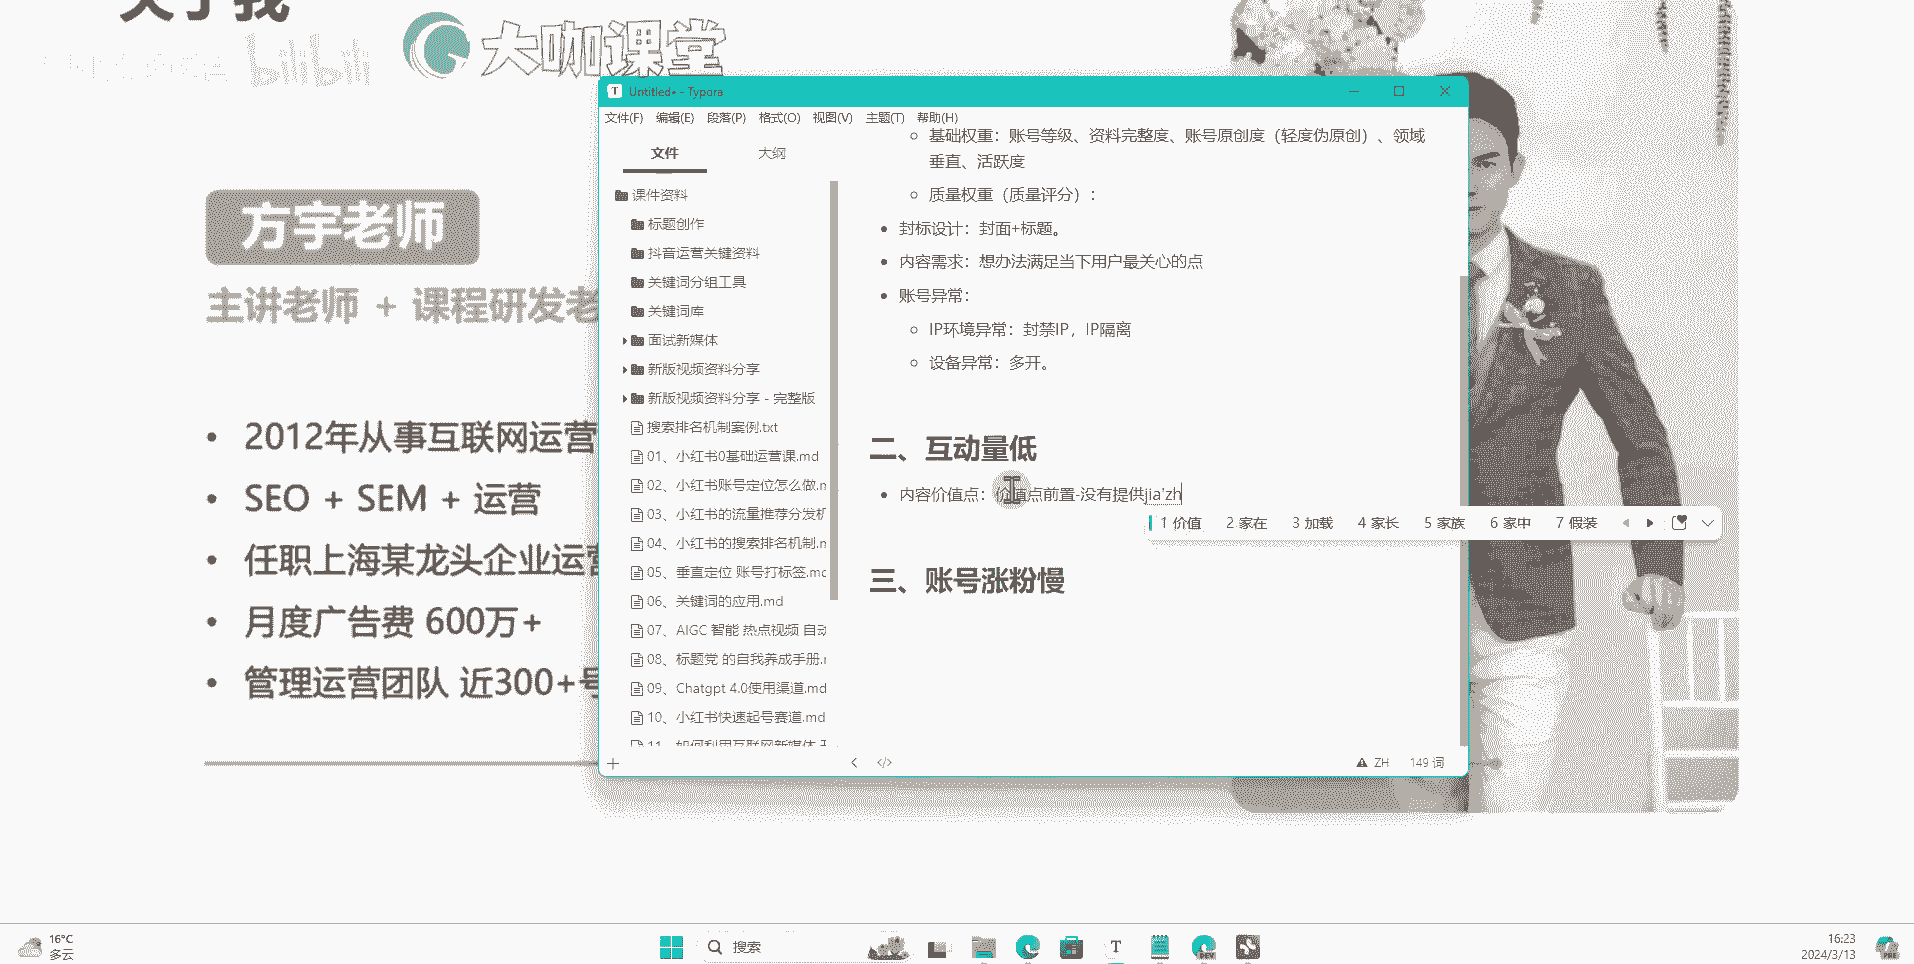 关于我
bilibili
大咖课堂
方宇老师
主讲老师 + 课程研发老
2012年从事互联网运营
SEO + SEM + 运营
任职上海某龙头企业运营
月度广告费 600万+
管理运营团队 近300+号
Untitled• - Typora
文件(F) 编辑(E) 段落(P) 格式(O) 视图(V) 主题(T) 帮助(H)
文件 大纲
课件资料
标题创作
抖音运营关键资料
关键词分组工具
关键词库
面试新媒体
新版视频资料分享
新版视频资料分享 - 完整版
搜索排名机制案例.txt
01、小红书0基础运营课.md
02、小红书账号定位怎么做.m
03、小红书的流量推荐分发机
04、小红书的搜索排名机制.m
05、垂直定位 账号打标签.mc
06、关键词的应用.md
07、AIGC 智能 热点视频 自动
08、标题党 的自我养成手册.r
09、Chatgpt 4.0使用渠道.md
10、小红书快速起号赛道.md
11、如何利用互联网新媒体
基础权重：账号等级、资料完整度、账号原创度（轻度伪原创）、领域
垂直、活跃度
质量权重（质量评分）：
封标设计：封面+标题。
内容需求：想办法满足当下用户最关心的点
账号异常：
IP环境异常：封禁IP，IP隔离
设备异常：多开。
二、互动量低
内容价值点：价值点前置-没有提供jia'zh
1 价值 2 家在 3 加载 4 家长 5 家族 6 家中 7 假装
三、账号涨粉慢
ZH 149 词
16°C
多云
搜索
T
DEV
16:23
2024/3/13
PRE